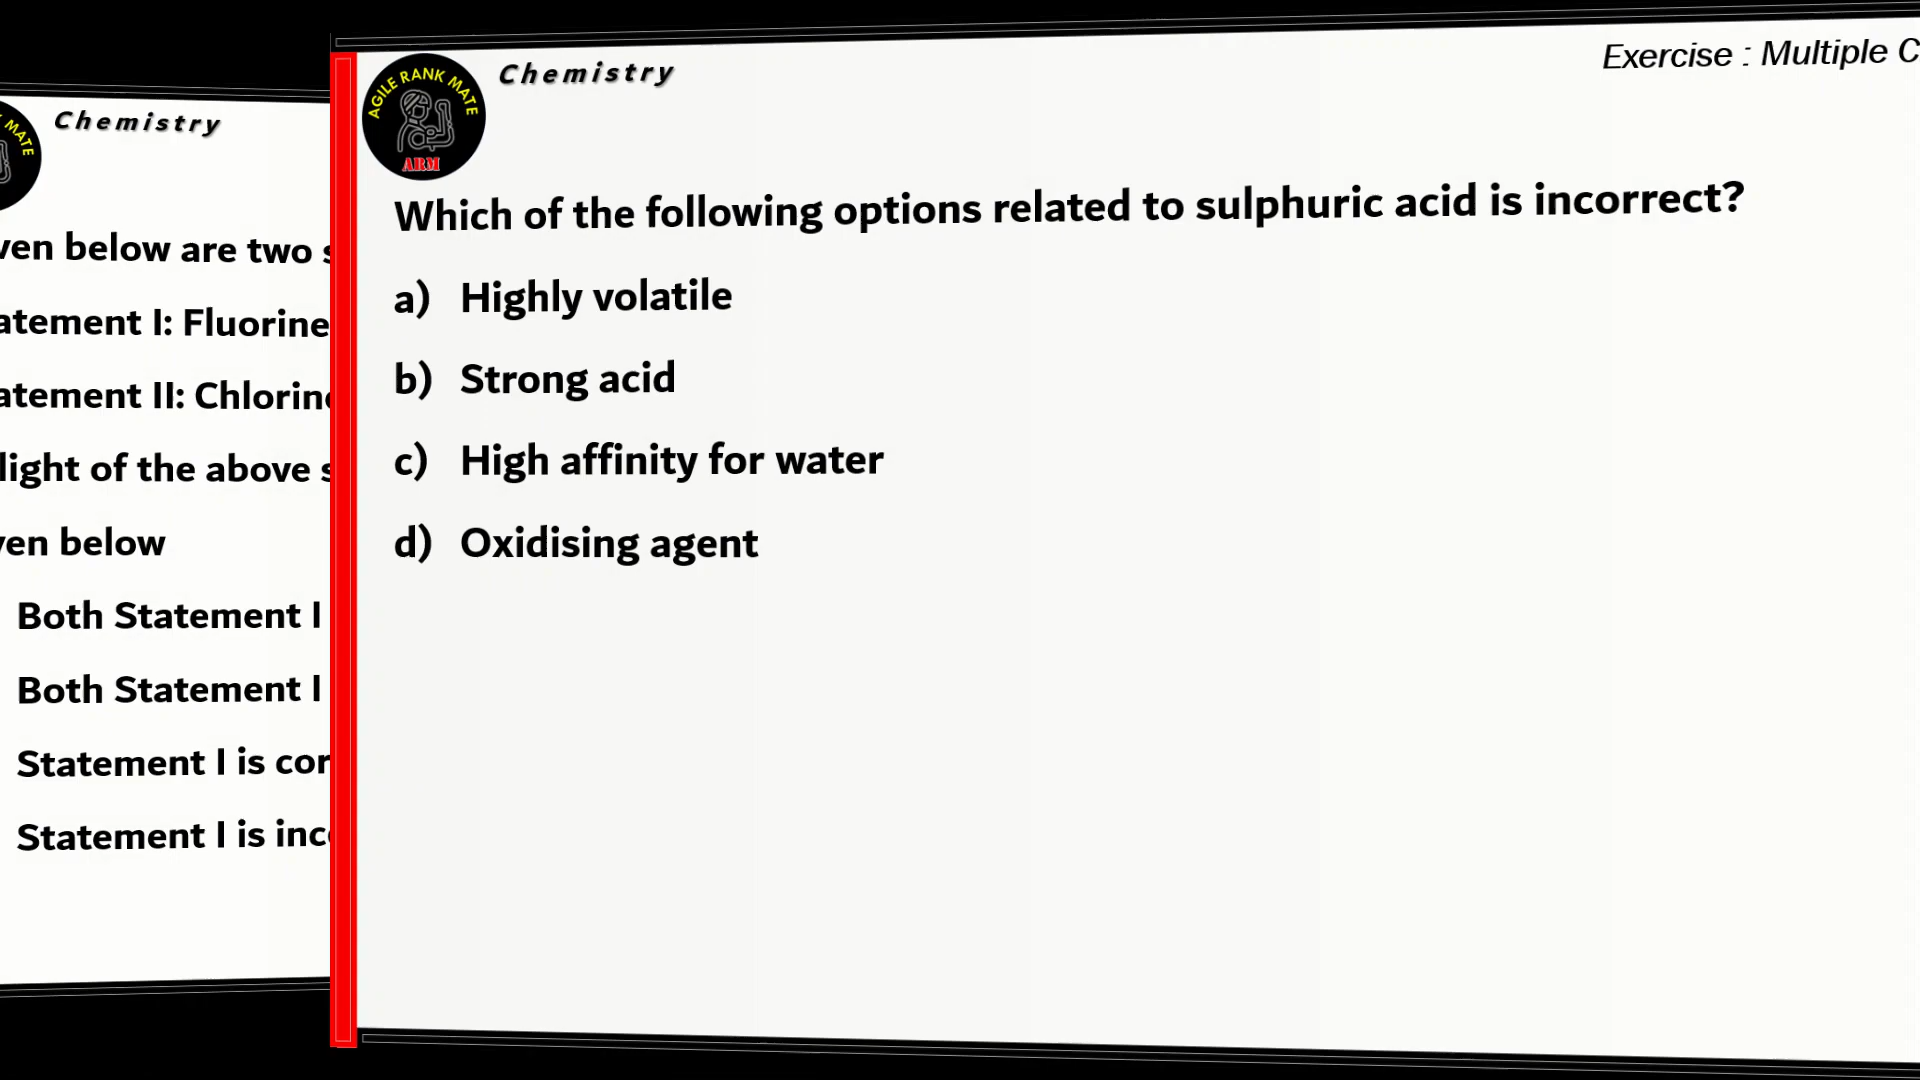 MATE
Chemistry
ven below are two s
atement I: Fluorine
atement II: Chlorine
light of the above s
ven below
Both Statement I
Both Statement I
Statement I is cor
Statement I is inc
AGILE RANK MATE
ARM
Chemistry
Exercise : Multiple C
Which of the following options related to sulphuric acid is incorrect?
a) Highly volatile
b) Strong acid
c) High affinity for water
d) Oxidising agent